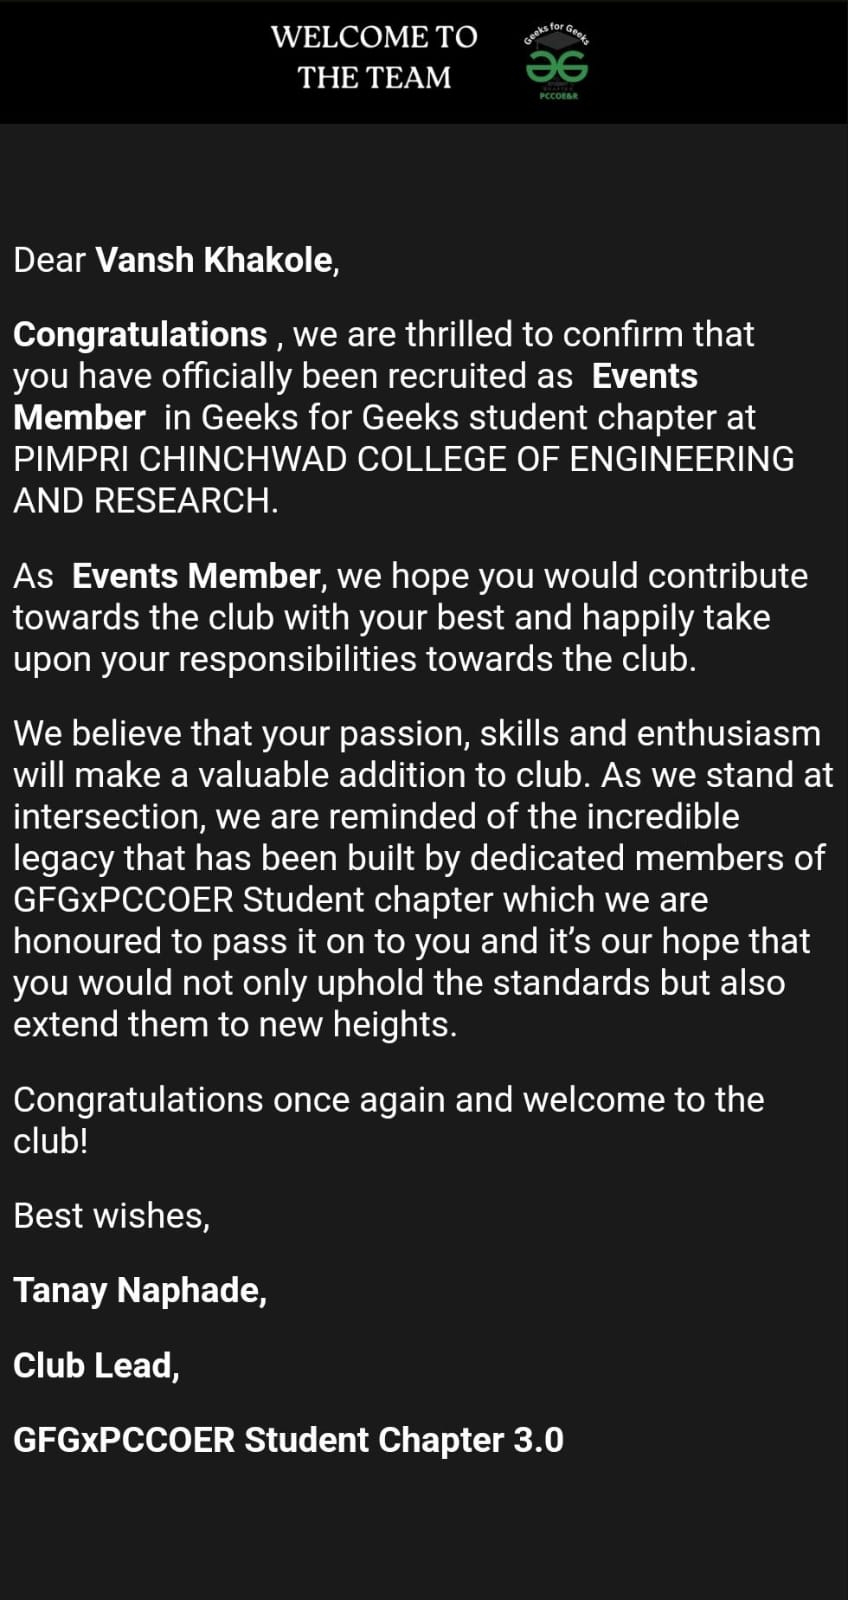 WELCOME TO
THE TEAM
Geeks for Geeks
PCCOE&R
Dear Vansh Khakole,
Congratulations , we are thrilled to confirm that
you have officially been recruited as Events
Member in Geeks for Geeks student chapter at
PIMPRI CHINCHWAD COLLEGE OF ENGINEERING
AND RESEARCH.
As Events Member, we hope you would contribute
towards the club with your best and happily take
upon your responsibilities towards the club.
We believe that your passion, skills and enthusiasm
will make a valuable addition to club. As we stand at
intersection, we are reminded of the incredible
legacy that has been built by dedicated members of
GFGxPCCOER Student chapter which we are
honoured to pass it on to you and it’s our hope that
you would not only uphold the standards but also
extend them to new heights.
Congratulations once again and welcome to the
club!
Best wishes,
Tanay Naphade,
Club Lead,
GFGxPCCOER Student Chapter 3.0